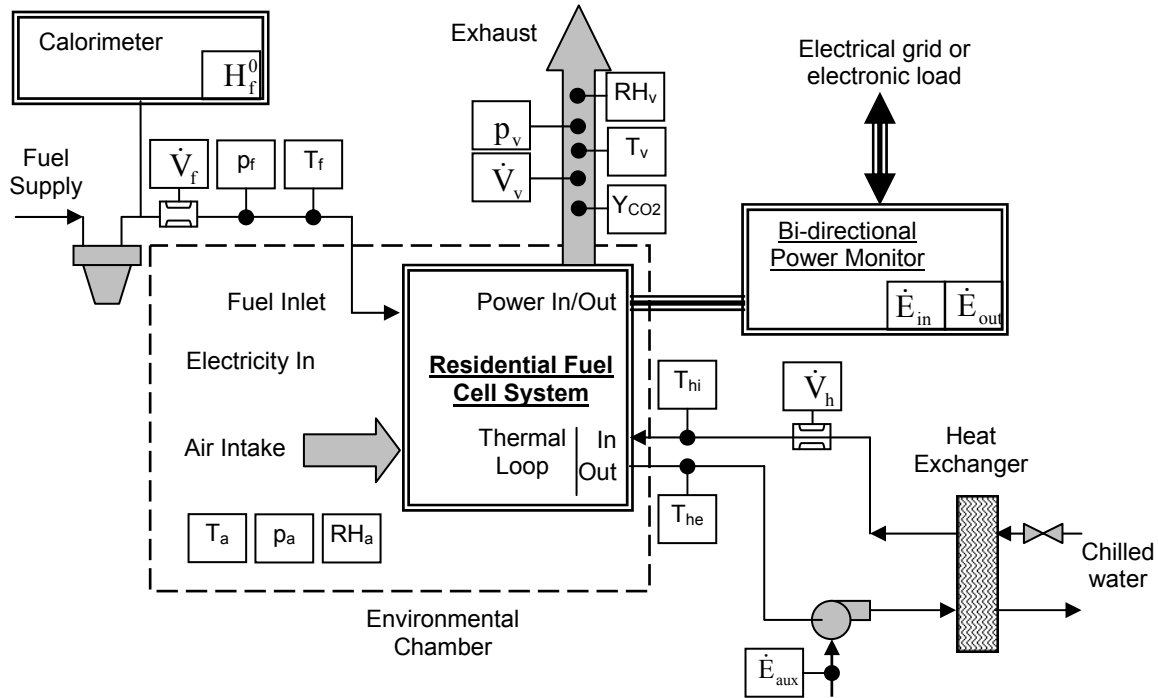 Calorimeter
H⁰f
Exhaust
RHv
pv
Tv
V̇v
YCO2
Electrical grid or
electronic load
Fuel
Supply
V̇f
pf
Tf
Bi-directional
Power Monitor
Ėin
Ėout
Fuel Inlet
Power In/Out
Electricity In
Residential Fuel
Cell System
Air Intake
Thermal
Loop
In
Out
Thi
V̇h
The
Heat
Exchanger
Ta
pa
RHa
Chilled
water
Environmental
Chamber
Ėaux